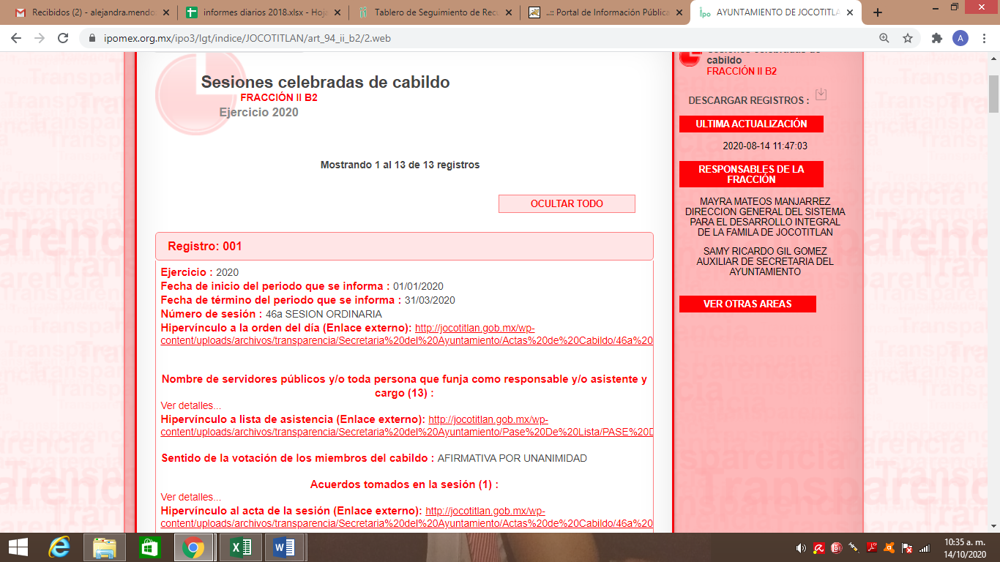 Recibidos (2) - alejandra.mendo
informes diarios 2018.xlsx - Hoja
Tablero de Seguimiento de Recu
..:: Portal de Información Pública
AYUNTAMIENTO DE JOCOTITLA
ipomex.org.mx/ipo3/lgt/indice/JOCOTITLAN/art_94_ii_b2/2.web
A
Sesiones celebradas de cabildo
FRACCIÓN II B2
Ejercicio 2020
Mostrando 1 al 13 de 13 registros
OCULTAR TODO
Registro: 001
Ejercicio : 2020
Fecha de inicio del periodo que se informa : 01/01/2020
Fecha de término del periodo que se informa : 31/03/2020
Número de sesión : 46a SESION ORDINARIA
Hipervínculo a la orden del día (Enlace externo): http://jocotitlan.gob.mx/wp-
content/uploads/archivos/transparencia/Secretaria%20del%20Ayuntamiento/Actas%20de%20Cabildo/46a%20
Nombre de servidores públicos y/o toda persona que funja como responsable y/o asistente y
cargo (13) :
Ver detalles...
Hipervínculo a lista de asistencia (Enlace externo): http://jocotitlan.gob.mx/wp-
content/uploads/archivos/transparencia/Secretaria%20del%20Ayuntamiento/Pase%20De%20Lista/PASE%20D
Sentido de la votación de los miembros del cabildo : AFIRMATIVA POR UNANIMIDAD
Acuerdos tomados en la sesión (1) :
Ver detalles...
Hipervínculo al acta de la sesión (Enlace externo): http://jocotitlan.gob.mx/wp-
content/uploads/archivos/transparencia/Secretaria%20del%20Ayuntamiento/Actas%20de%20Cabildo/46a%20
Sesiones celebradas de
cabildo
FRACCIÓN II B2
DESCARGAR REGISTROS :
ULTIMA ACTUALIZACIÓN
2020-08-14 11:47:03
RESPONSABLES DE LA
FRACCIÓN
MAYRA MATEOS MANJARREZ
DIRECCION GENERAL DEL SISTEMA
PARA EL DESARROLLO INTEGRAL
DE LA FAMILA DE JOCOTITLAN
SAMY RICARDO GIL GOMEZ
AUXILIAR DE SECRETARIA DEL
AYUNTAMIENTO
VER OTRAS AREAS
10:35 a. m.
14/10/2020